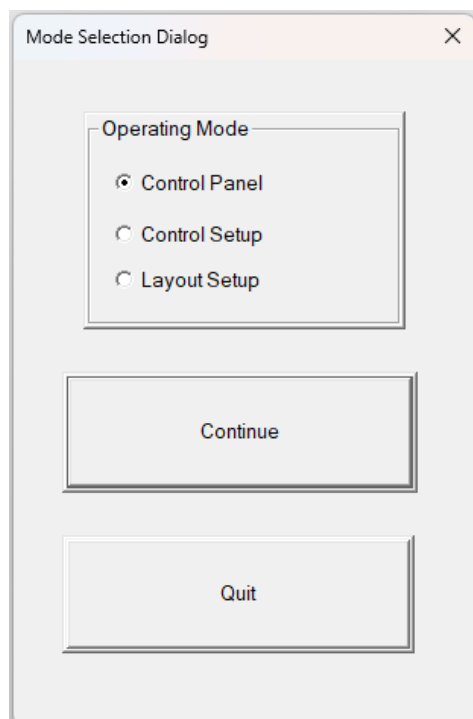 Mode Selection Dialog
Operating Mode
Control Panel
Control Setup
Layout Setup
Continue
Quit